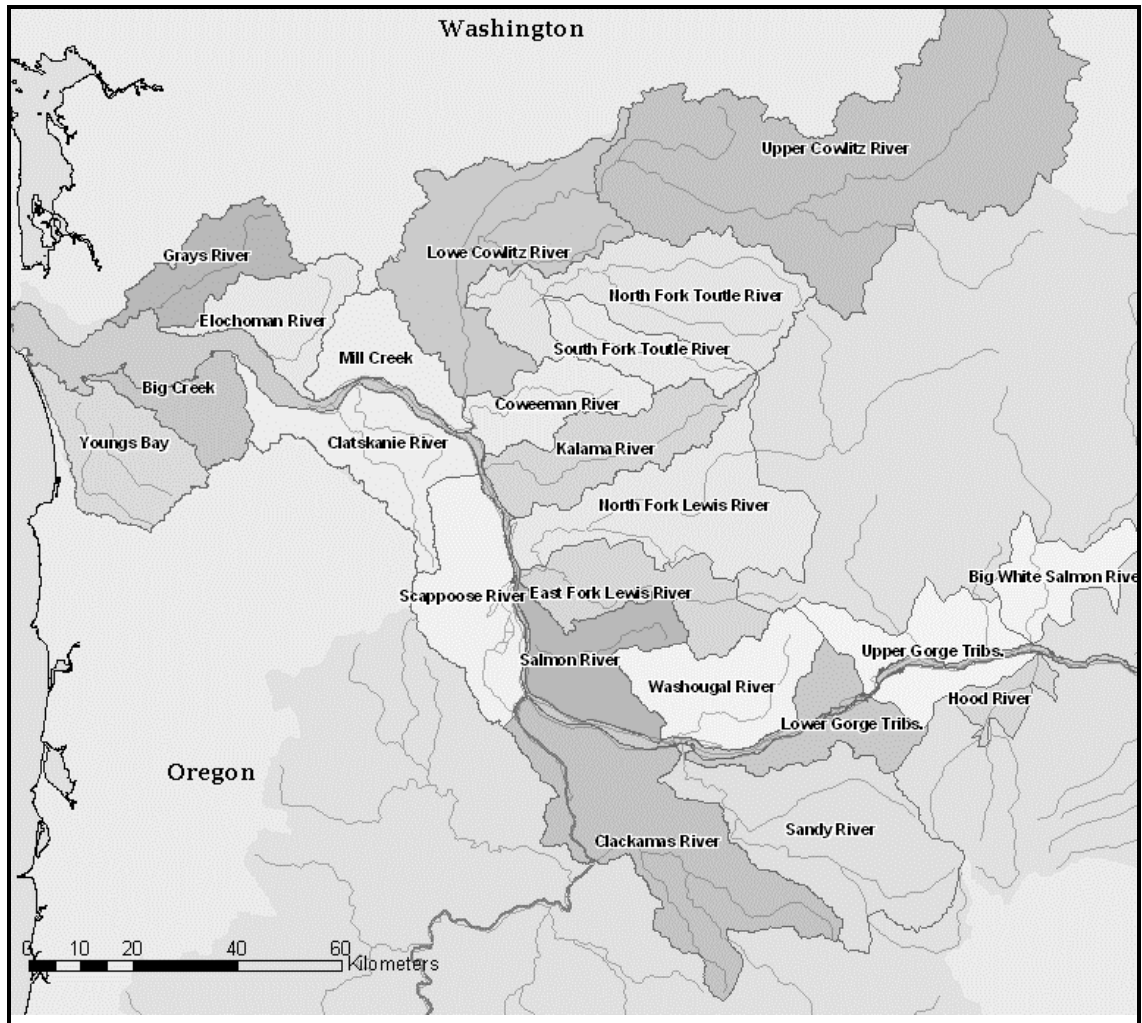 Washington
Upper Cowlitz River
Grays River
Lowe Cowlitz River
North Fork Toutle River
Elochoman River
South Fork Toutle River
Mill Creek
Big Creek
Coweeman River
Youngs Bay
Clatskanie River
Kalama River
North Fork Lewis River
Big White Salmon Rive
Scappoose River
East Fork Lewis River
Upper Gorge Tribs.
Salmon River
Washougal River
Hood River
Lower Gorge Tribs.
Oregon
Sandy River
Clackamas River
0 10 20 40 60
Kilometers